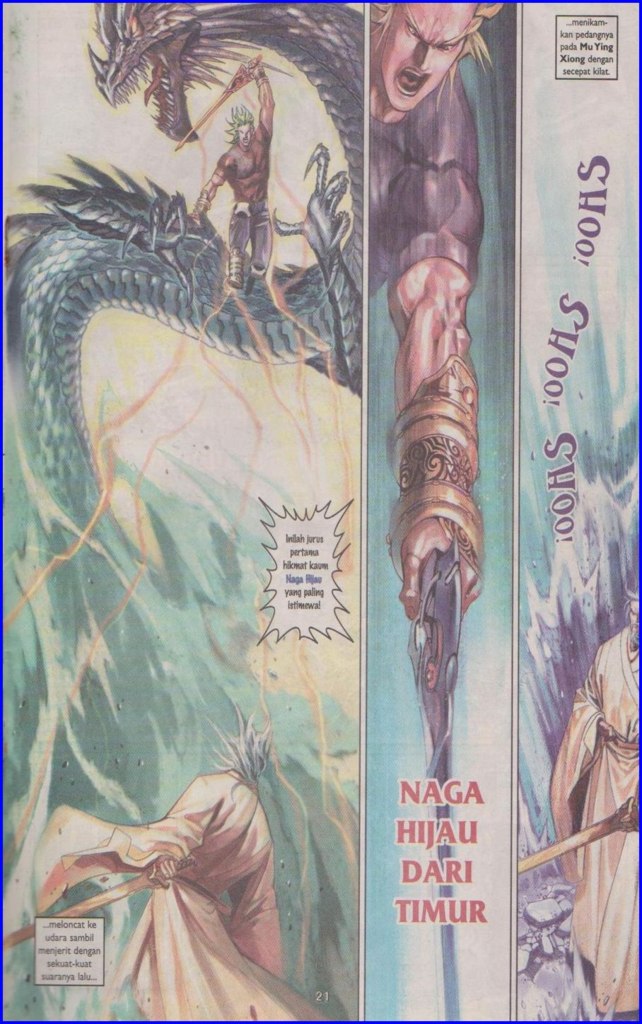 Inilah jurus
pertama
hikmat kaum
Naga Hijau
yang paling
istimewa!
...meloncat ke
udara sambil
menjerit dengan
sekuat-kuat
suaranya lalu...
21
NAGA
HIJAU
DARI
TIMUR
...menikam-
kan pedangnya
pada Mu Ying
Xiong dengan
secepat kilat.
SHOO!
SHOO!
SHOO!